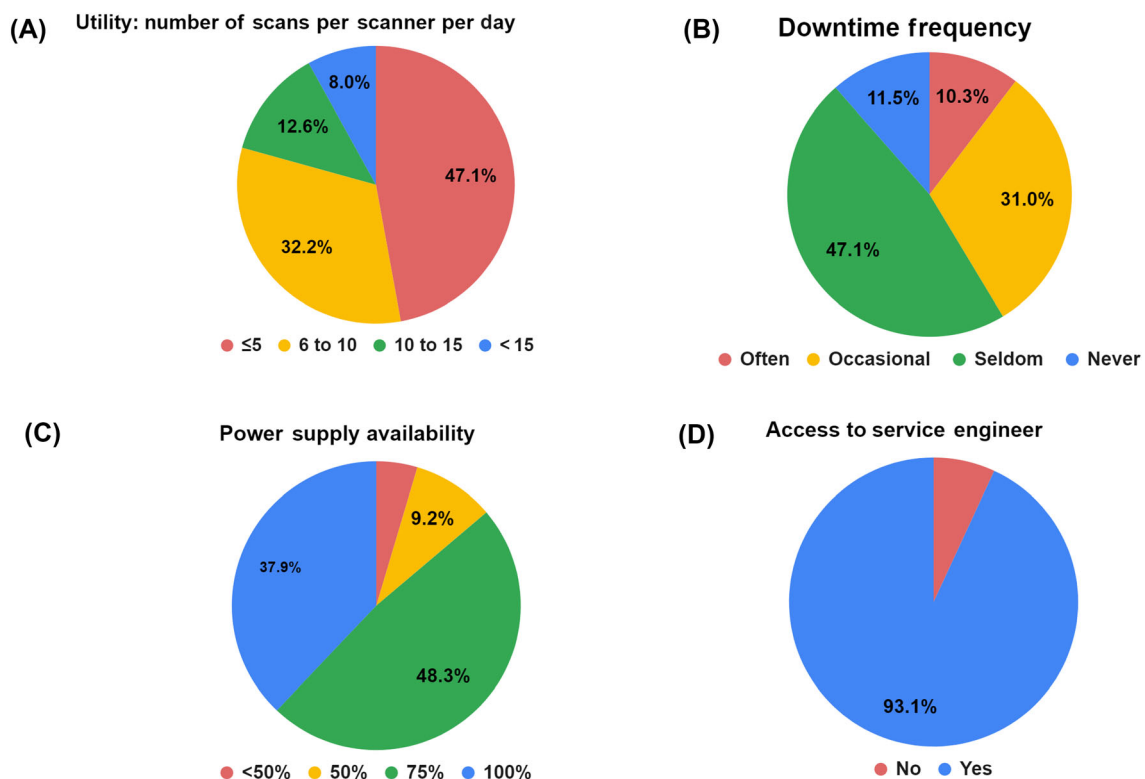 (A) Utility: number of scans per scanner per day
8.0%
12.6%
47.1%
32.2%
≤5 6 to 10 10 to 15 < 15
(B) Downtime frequency
11.5% 10.3%
31.0%
47.1%
Often Occasional Seldom Never
(C) Power supply availability
9.2%
37.9%
48.3%
<50% 50% 75% 100%
(D) Access to service engineer
93.1%
No Yes